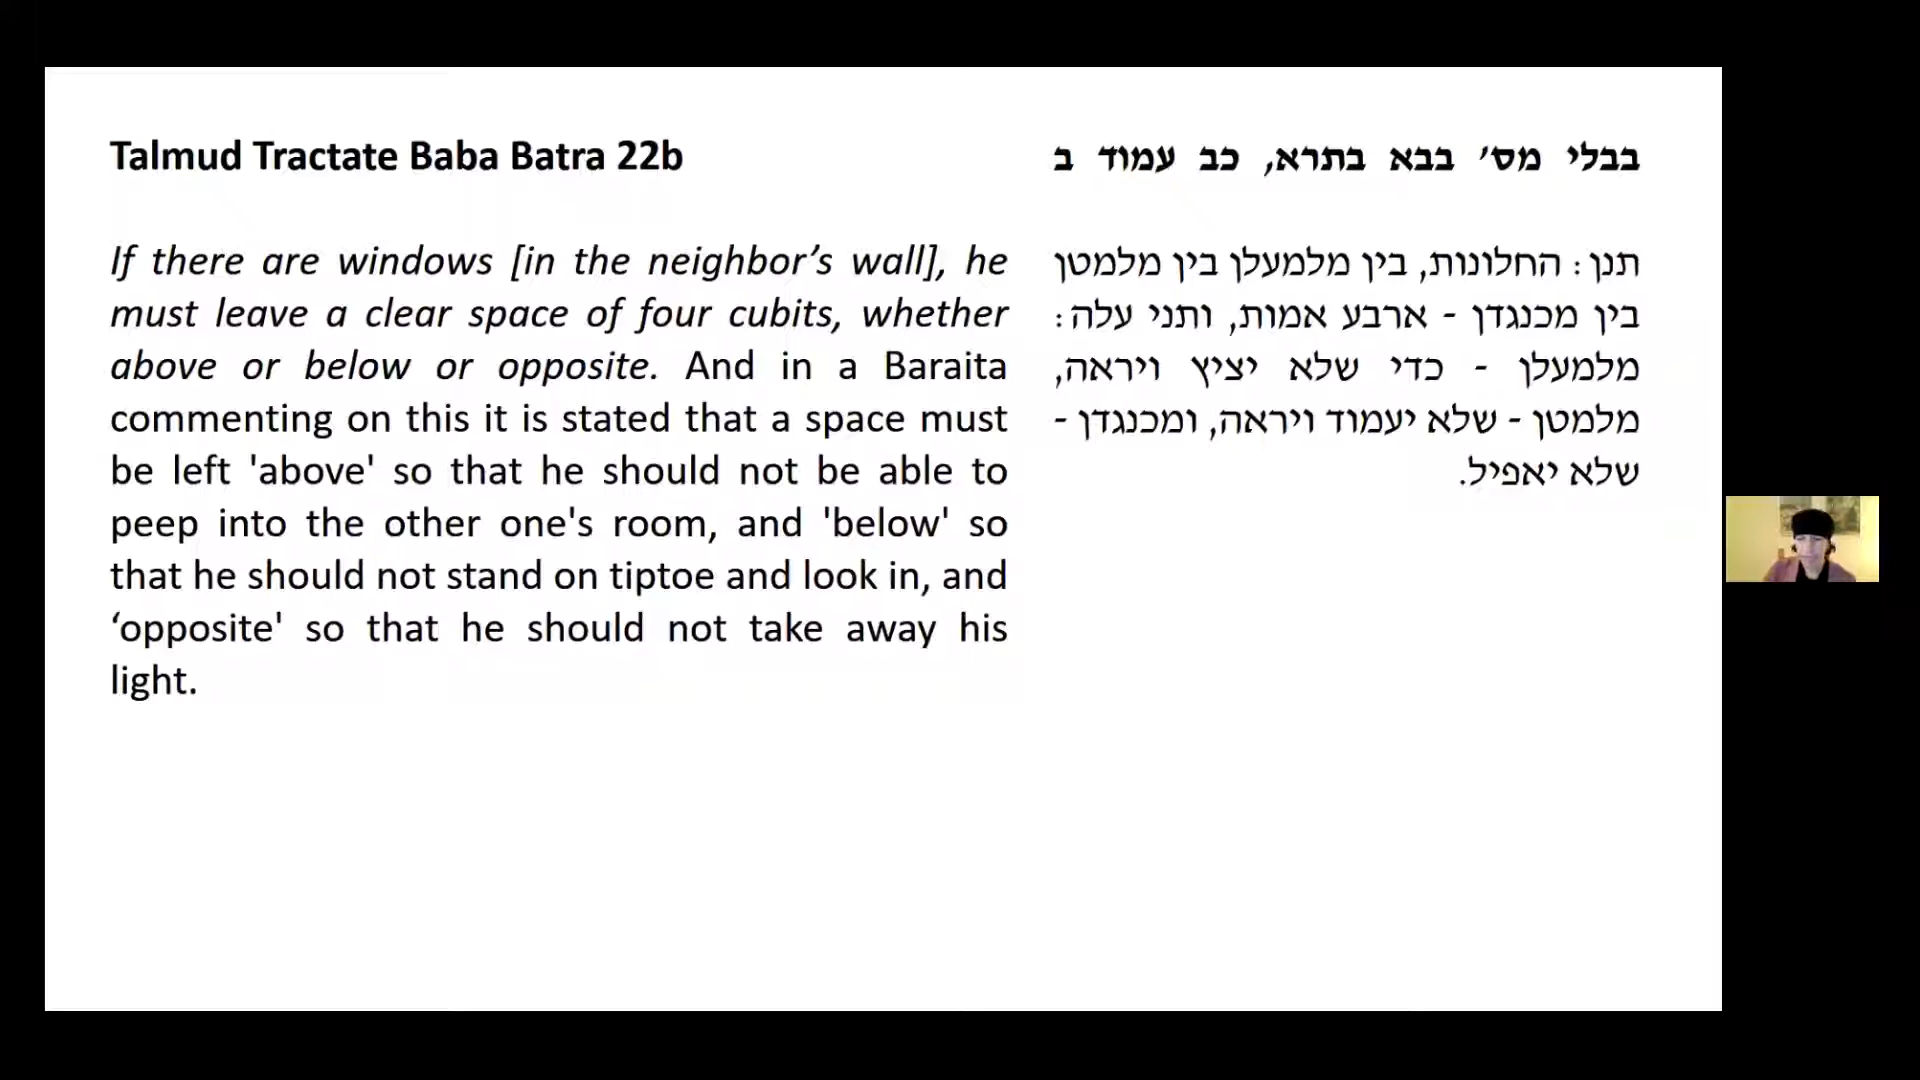 Talmud Tractate Baba Batra 22b
If there are windows [in the neighbor’s wall], he
must leave a clear space of four cubits, whether
above or below or opposite. And in a Baraita
commenting on this it is stated that a space must
be left 'above' so that he should not be able to
peep into the other one's room, and 'below' so
that he should not stand on tiptoe and look in, and
‘opposite' so that he should not take away his
light.
בבלי מס׳ בבא בתרא, כב עמוד ב
תנן: החלונות, בין מלמעלן בין מלמטן
בין מכנגדן - ארבע אמות, ותני עלה:
מלמעלן - כדי שלא יציץ ויראה,
מלמטן - שלא יעמוד ויראה, ומכנגדן -
שלא יאפיל.